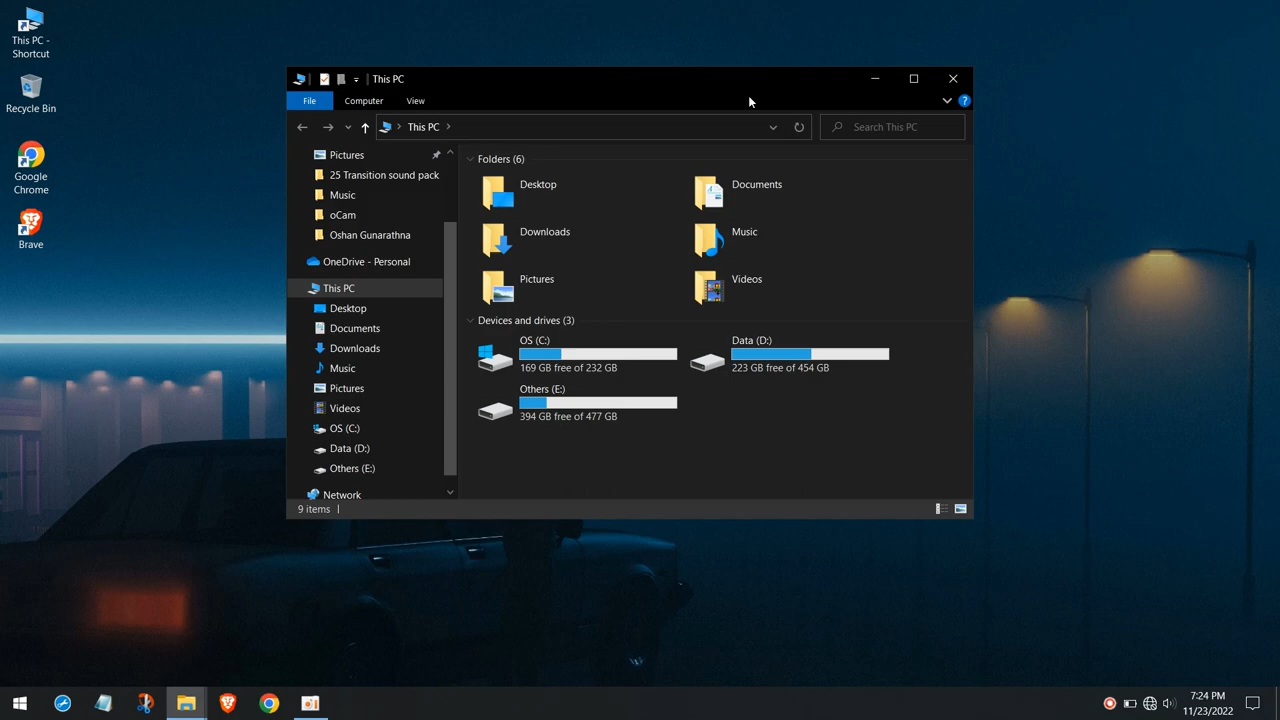 This PC -
Shortcut
Recycle Bin
Google
Chrome
Brave
This PC
File
Computer
View
This PC
Search This PC
Pictures
25 Transition sound pack
Music
oCam
Oshan Gunarathna
OneDrive - Personal
This PC
Desktop
Documents
Downloads
Music
Pictures
Videos
OS (C:)
Data (D:)
Others (E:)
Network
Folders (6)
Desktop
Documents
Downloads
Music
Pictures
Videos
Devices and drives (3)
OS (C:)
169 GB free of 232 GB
Data (D:)
223 GB free of 454 GB
Others (E:)
394 GB free of 477 GB
9 items
7:24 PM
11/23/2022